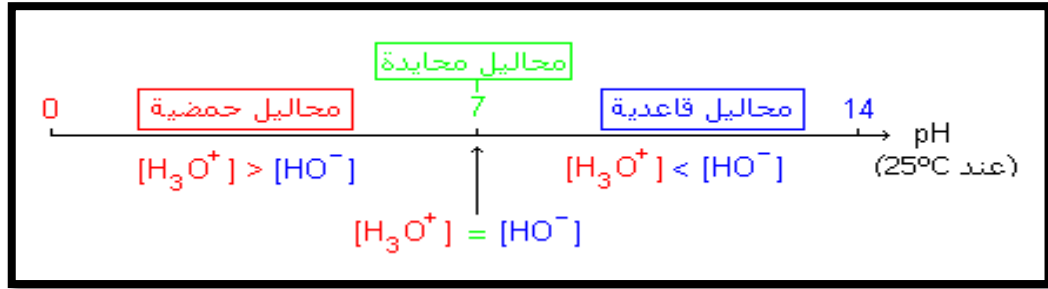 محاليل محايدة
0 محاليل حمضية 7 محاليل قاعدية 14
pH
[H₃O⁺] > [HO⁻] [H₃O⁺] < [HO⁻] (عند 25ºC)
[H₃O⁺] = [HO⁻]